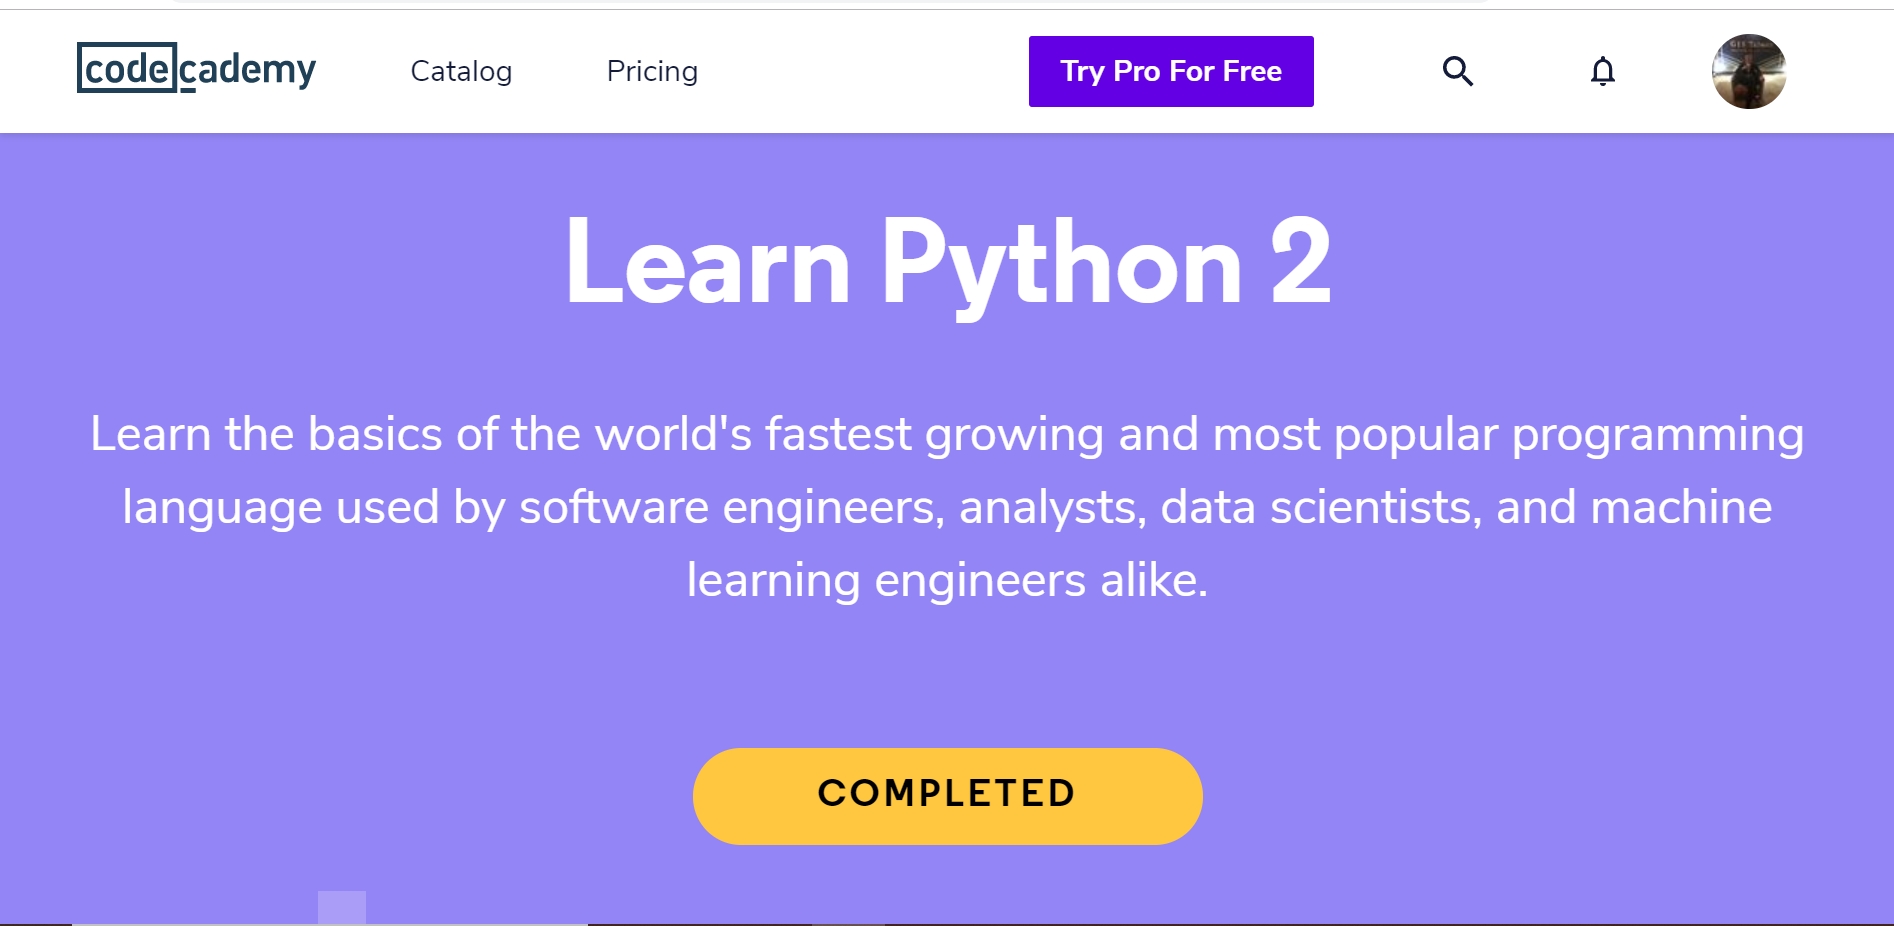 codecademy
Catalog
Pricing
Try Pro For Free
Learn Python 2
Learn the basics of the world's fastest growing and most popular programming
language used by software engineers, analysts, data scientists, and machine
learning engineers alike.
COMPLETED